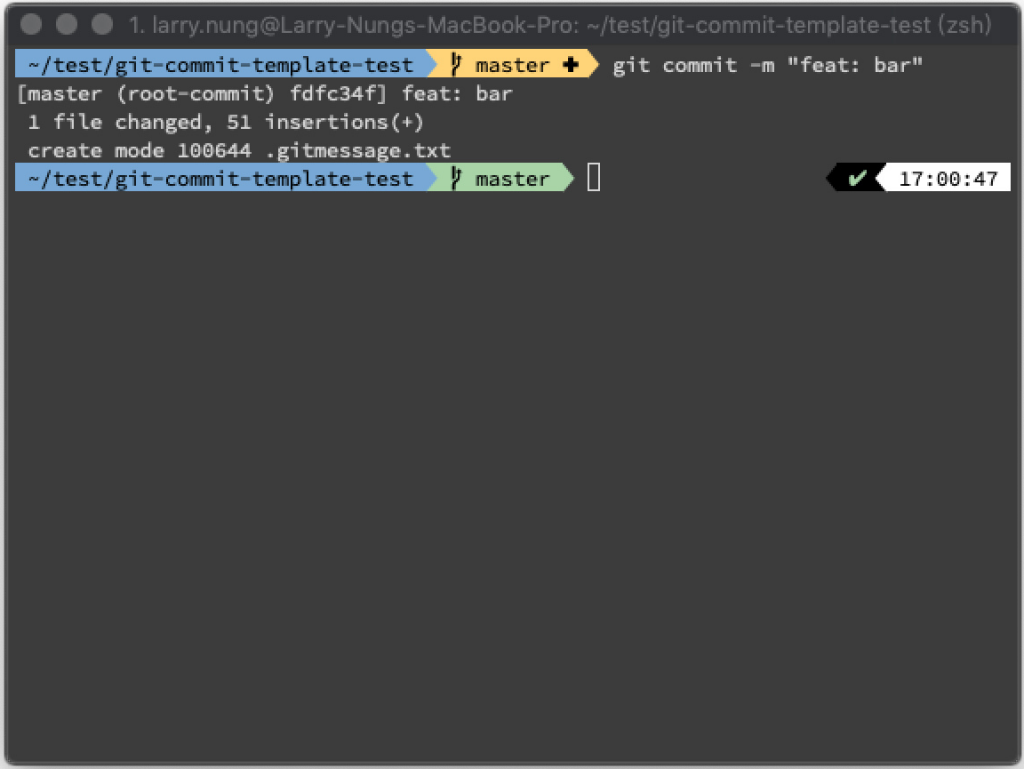 1. larry.nung@Larry-Nungs-MacBook-Pro: ~/test/git-commit-template-test (zsh)
~/test/git-commit-template-test master ✚ git commit -m "feat: bar"
[master (root-commit) fdfc34f] feat: bar
1 file changed, 51 insertions(+)
create mode 100644 .gitmessage.txt
~/test/git-commit-template-test master ✔ 17:00:47